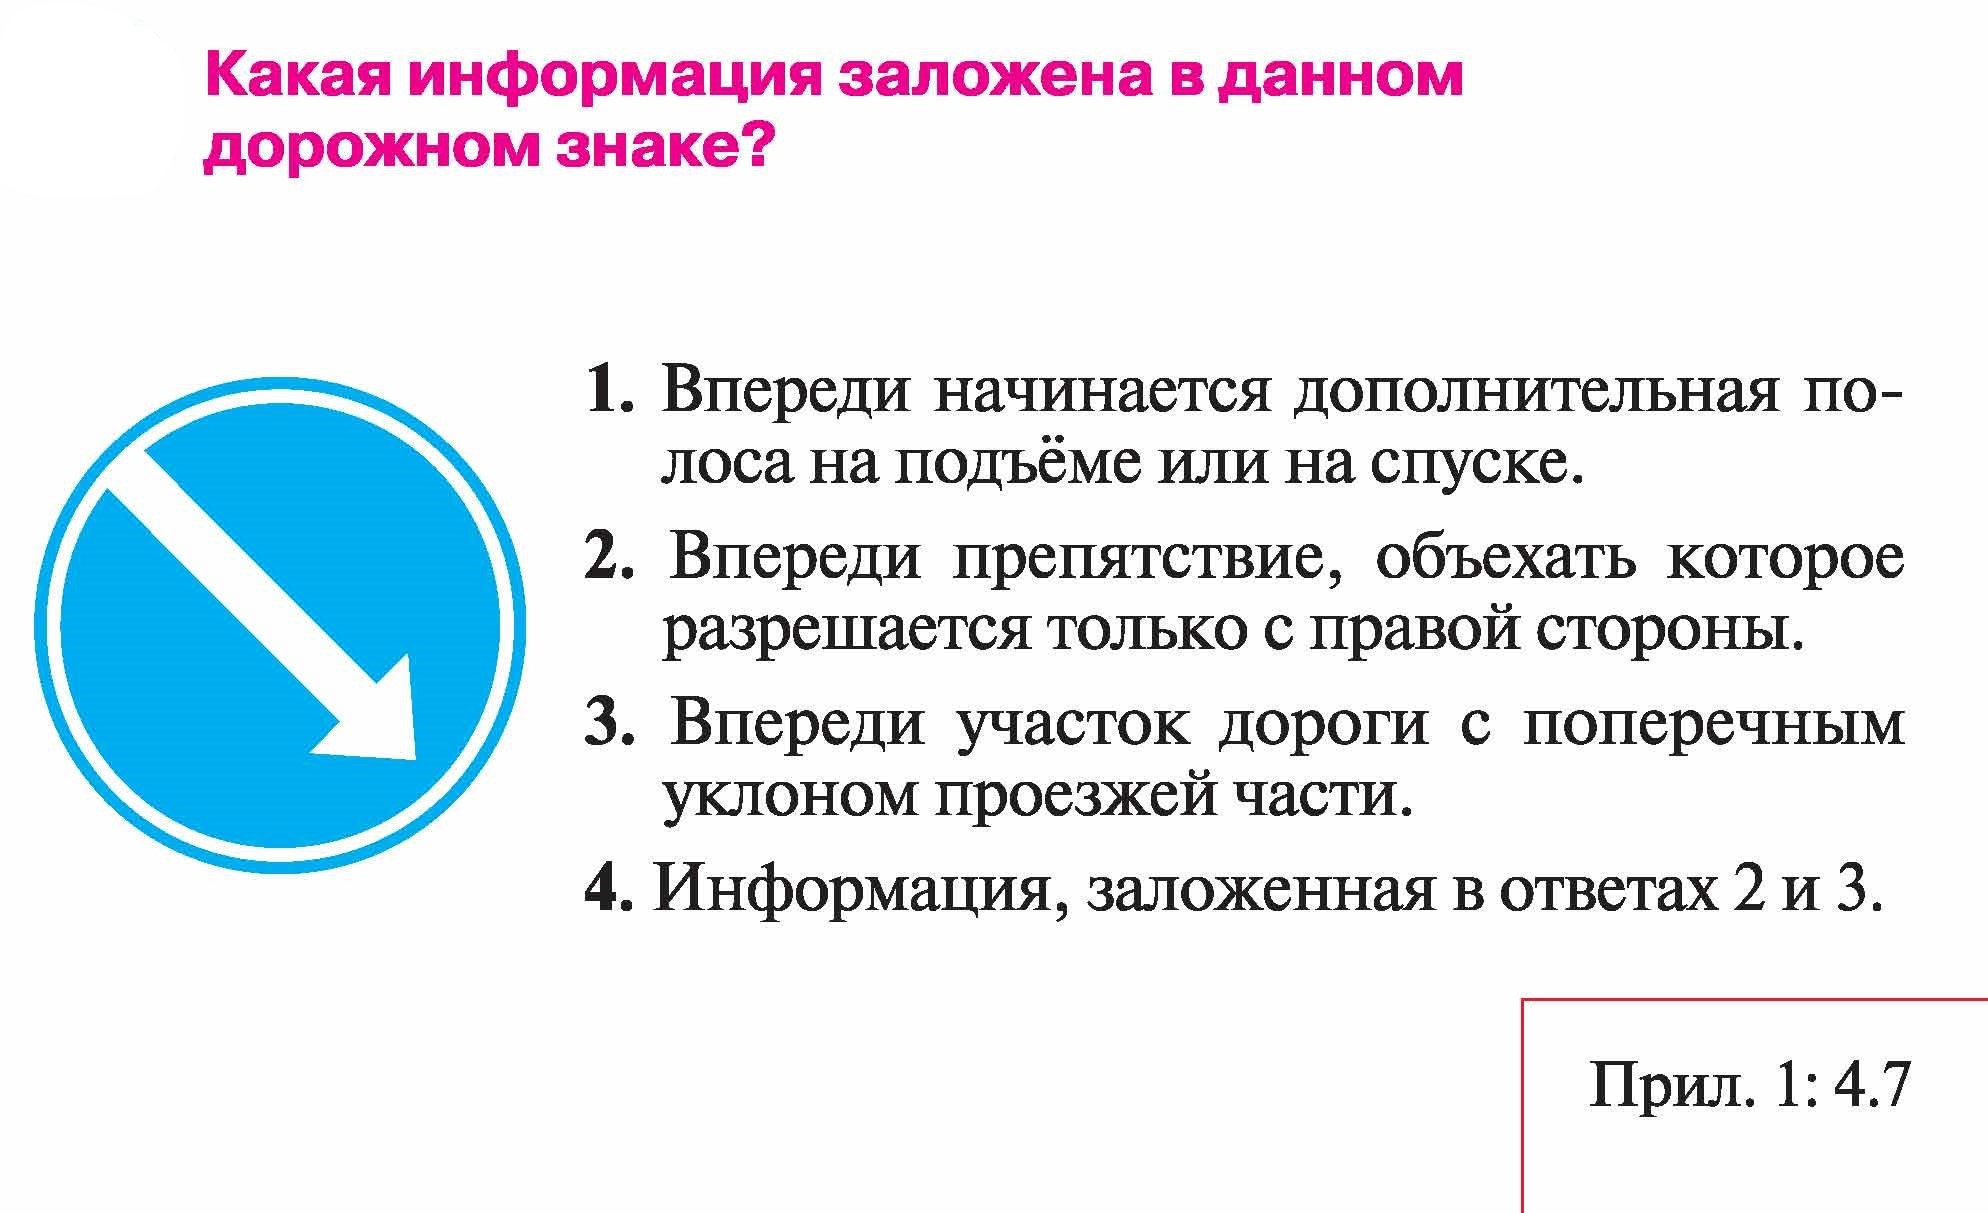 Какая информация заложена в данном
дорожном знаке?
1. Впереди начинается дополнительная по-
лоса на подъёме или на спуске.
2. Впереди препятствие, объехать которое
разрешается только с правой стороны.
3. Впереди участок дороги с поперечным
уклоном проезжей части.
4. Информация, заложенная в ответах 2 и 3.
Прил. 1: 4.7